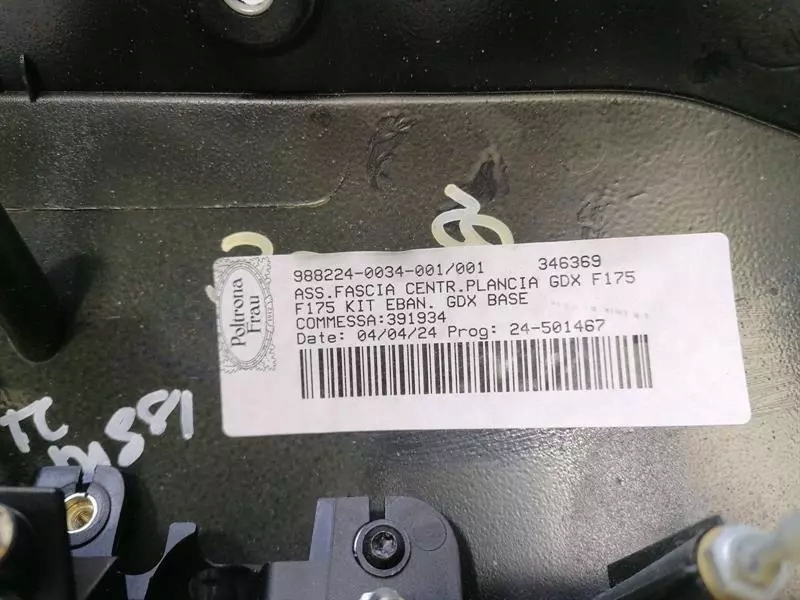 988224-0034-001/001 346369
ASS.FASCIA CENTR.PLANCIA GDX F175
F175 KIT EBAN. GDX BASE
COMMESSA:391934
Date: 04/04/24 Prog: 24-501467
Poltrona
Frau